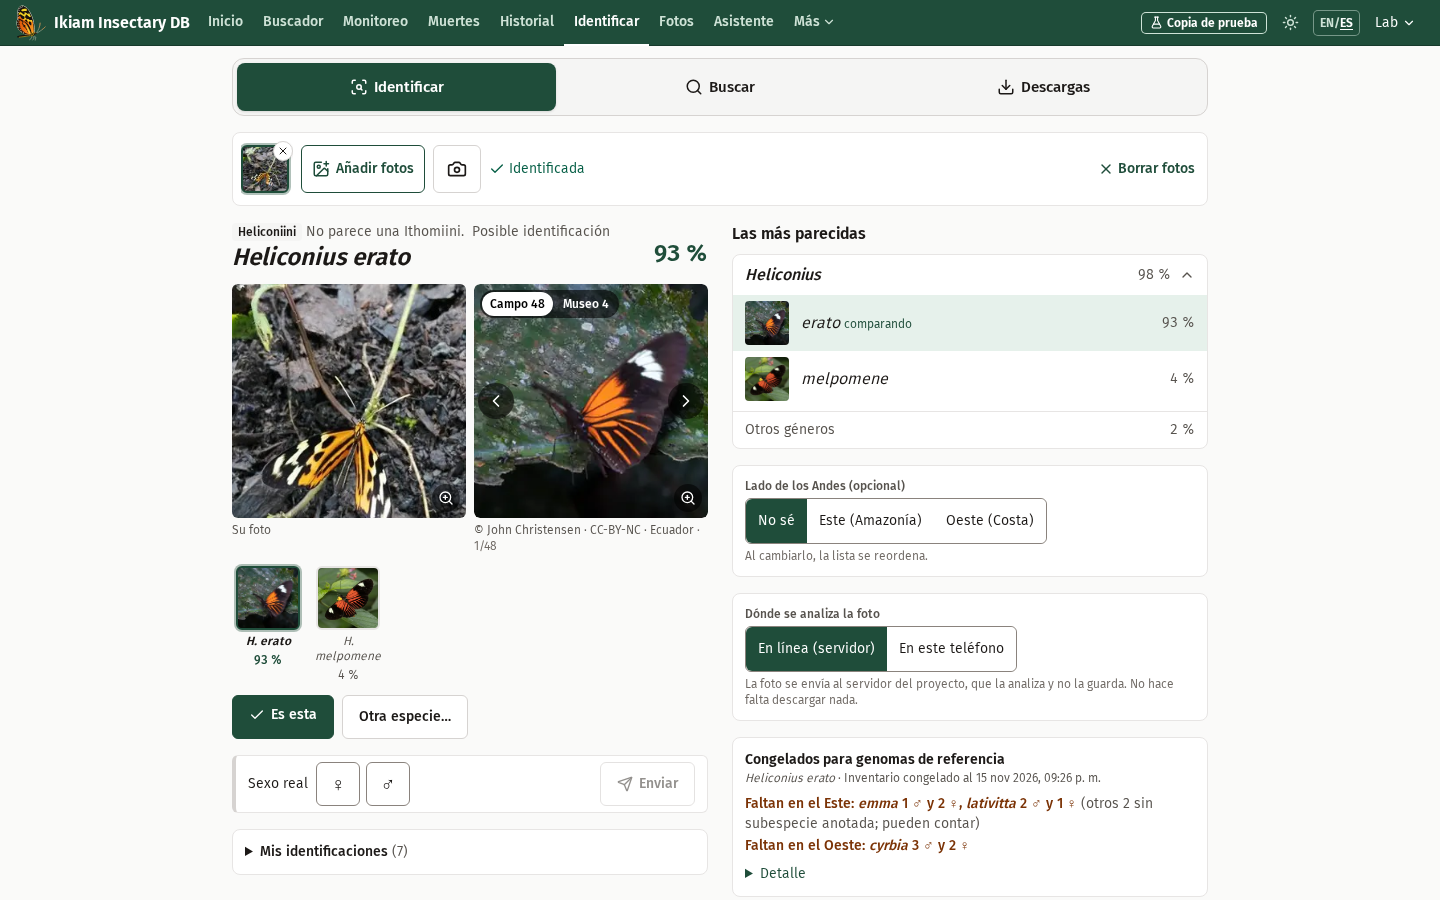 Ikiam Insectary DB
Inicio
Buscador
Monitoreo
Muertes
Historial
Identificar
Fotos
Asistente
Más
Copia de prueba
EN/ES
Lab
Identificar
Buscar
Descargas
Añadir fotos
Identificada
Borrar fotos
Heliconiini No parece una Ithomiini. Posible identificación
Heliconius erato
93 %
Campo 48
Museo 4
Su foto
© John Christensen · CC-BY-NC · Ecuador ·
1/48
H. erato
93 %
H.
melpomene
4 %
Es esta
Otra especie...
Sexo real
♀
♂
Enviar
Mis identificaciones (7)
Las más parecidas
Heliconius
98 %
erato comparando
93 %
melpomene
4 %
Otros géneros
2 %
Lado de los Andes (opcional)
No sé
Este (Amazonía)
Oeste (Costa)
Al cambiarlo, la lista se reordena.
Dónde se analiza la foto
En línea (servidor)
En este teléfono
La foto se envía al servidor del proyecto, que la analiza y no la guarda. No hace
falta descargar nada.
Congelados para genomas de referencia
Heliconius erato · Inventario congelado al 15 nov 2026, 09:26 p. m.
Faltan en el Este: emma 1 ♂ y 2 ♀, lativitta 2 ♂ y 1 ♀ (otros 2 sin
subespecie anotada; pueden contar)
Faltan en el Oeste: cyrbia 3 ♂ y 2 ♀
Detalle